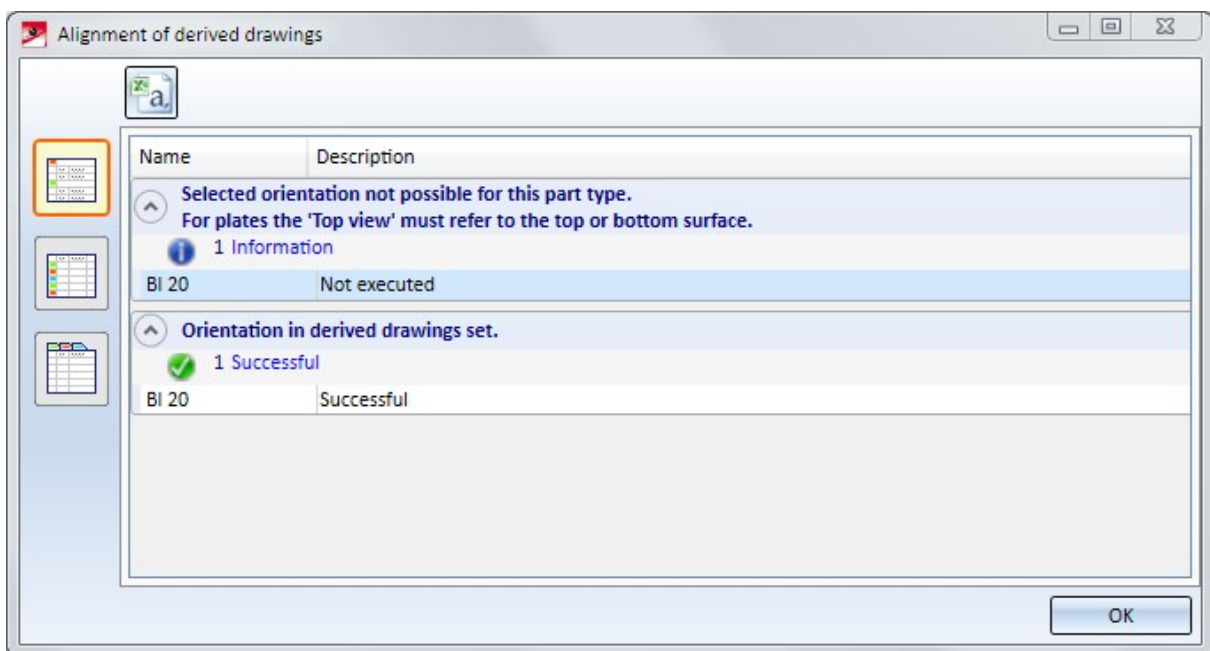 Alignment of derived drawings
a,
Name Description
Selected orientation not possible for this part type.
For plates the 'Top view' must refer to the top or bottom surface.
1 Information
BI 20 Not executed
Orientation in derived drawings set.
1 Successful
BI 20 Successful
OK